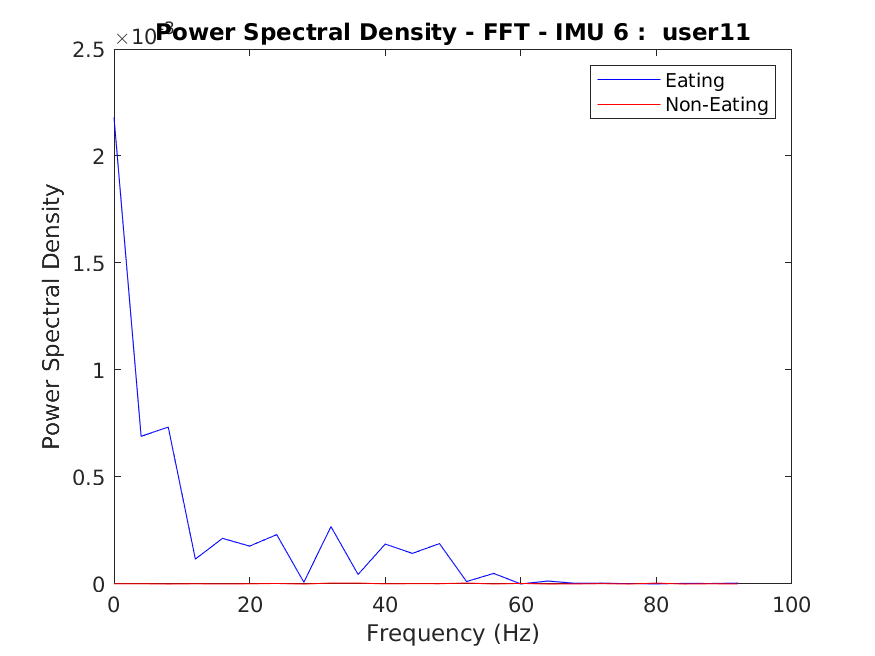 Power Spectral Density - FFT - IMU 6 :  user11
×10
2.5
2
1.5
1
0.5
0
Power Spectral Density
Eating
Non-Eating
0 20 40 60 80 100
Frequency (Hz)